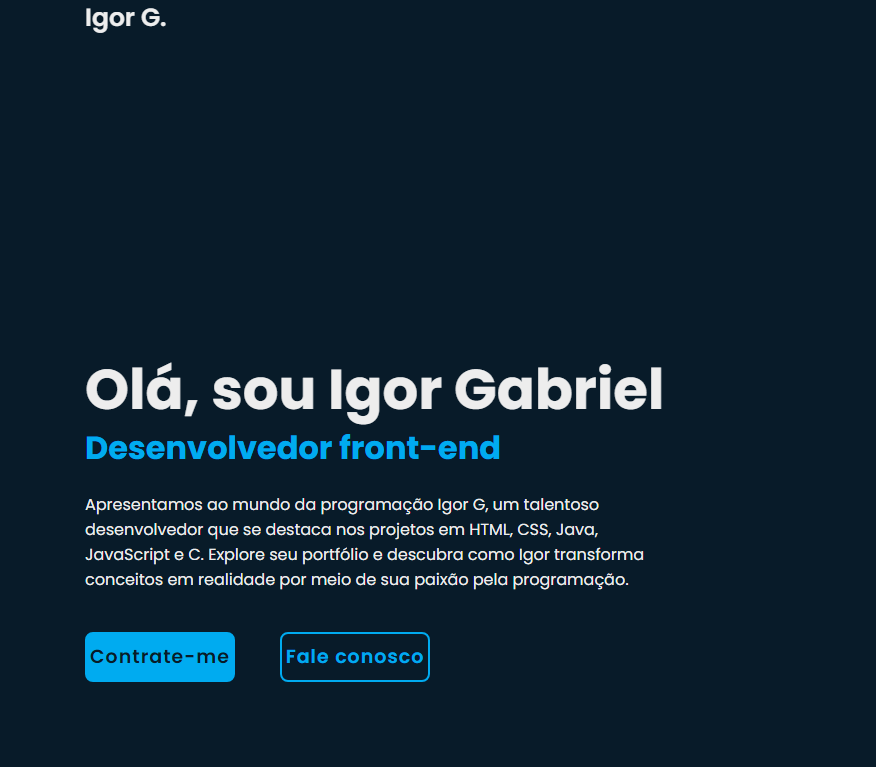 Igor G.
Olá, sou Igor Gabriel
Desenvolvedor front-end
Apresentamos ao mundo da programação Igor G, um talentoso
desenvolvedor que se destaca nos projetos em HTML, CSS, Java,
JavaScript e C. Explore seu portfólio e descubra como Igor transforma
conceitos em realidade por meio de sua paixão pela programação.
Contrate-me
Fale conosco